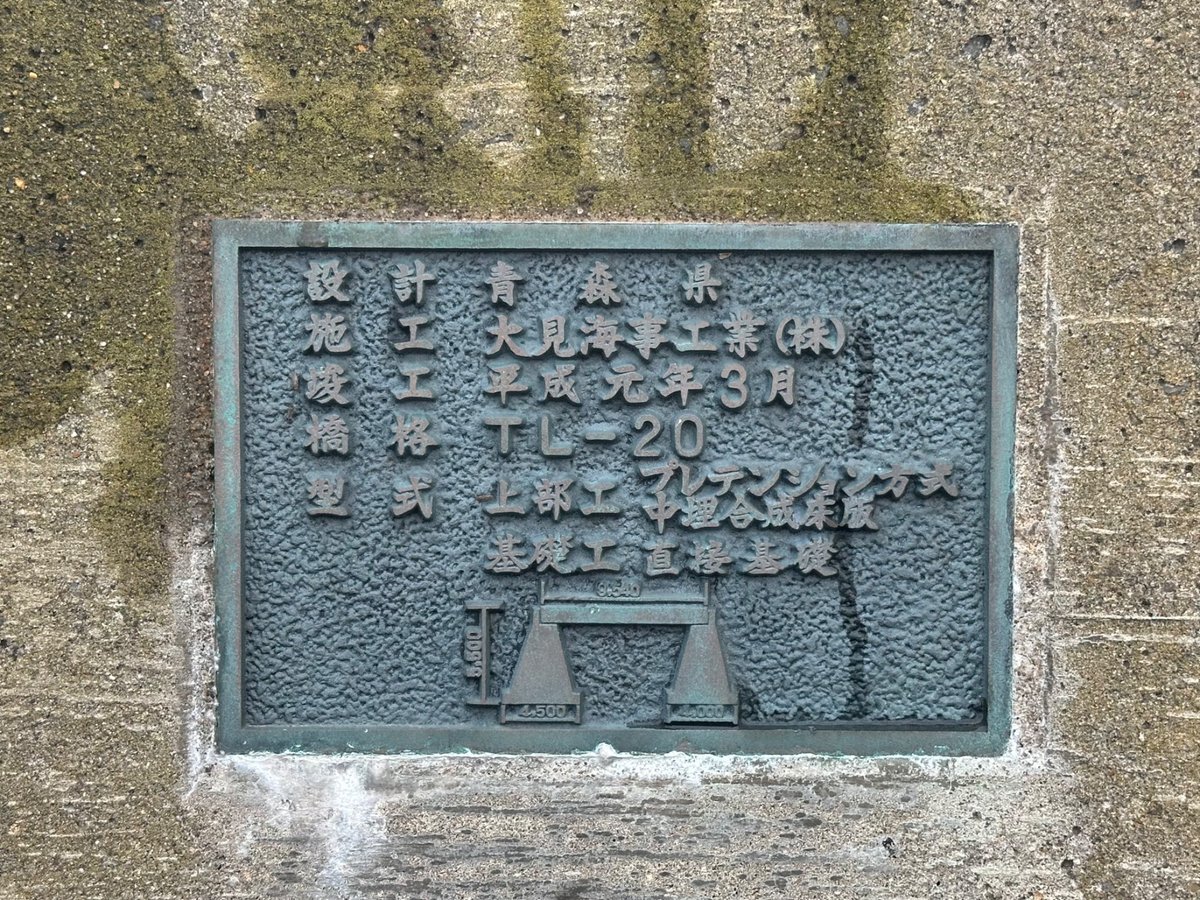 設計 青森県
施工 大見海事工業(株)
竣工 平成元年3月
橋格 TL-20
型式 上部工 プレテンション方式
中埋合成床版
基礎工 直接基礎
4.500